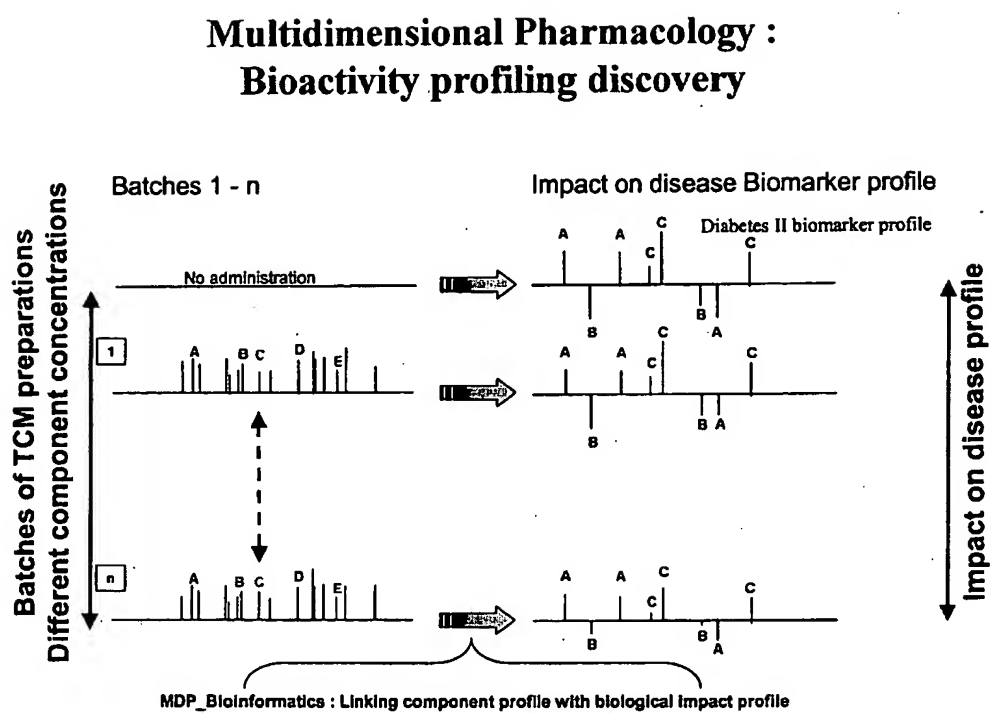 Multidimensional Pharmacology :
Bioactivity profiling discovery
Batches 1 - n
Impact on disease Biomarker profile
Diabetes II biomarker profile
Batches of TCM preparations
Different component concentrations
Impact on disease profile
No administration
A A C C C
B B A
1
A B C D E
A A C C C
B B A
n
A B C D E
A A C C C
B B A
MDP_Bioinformatics : Linking component profile with biological impact profile